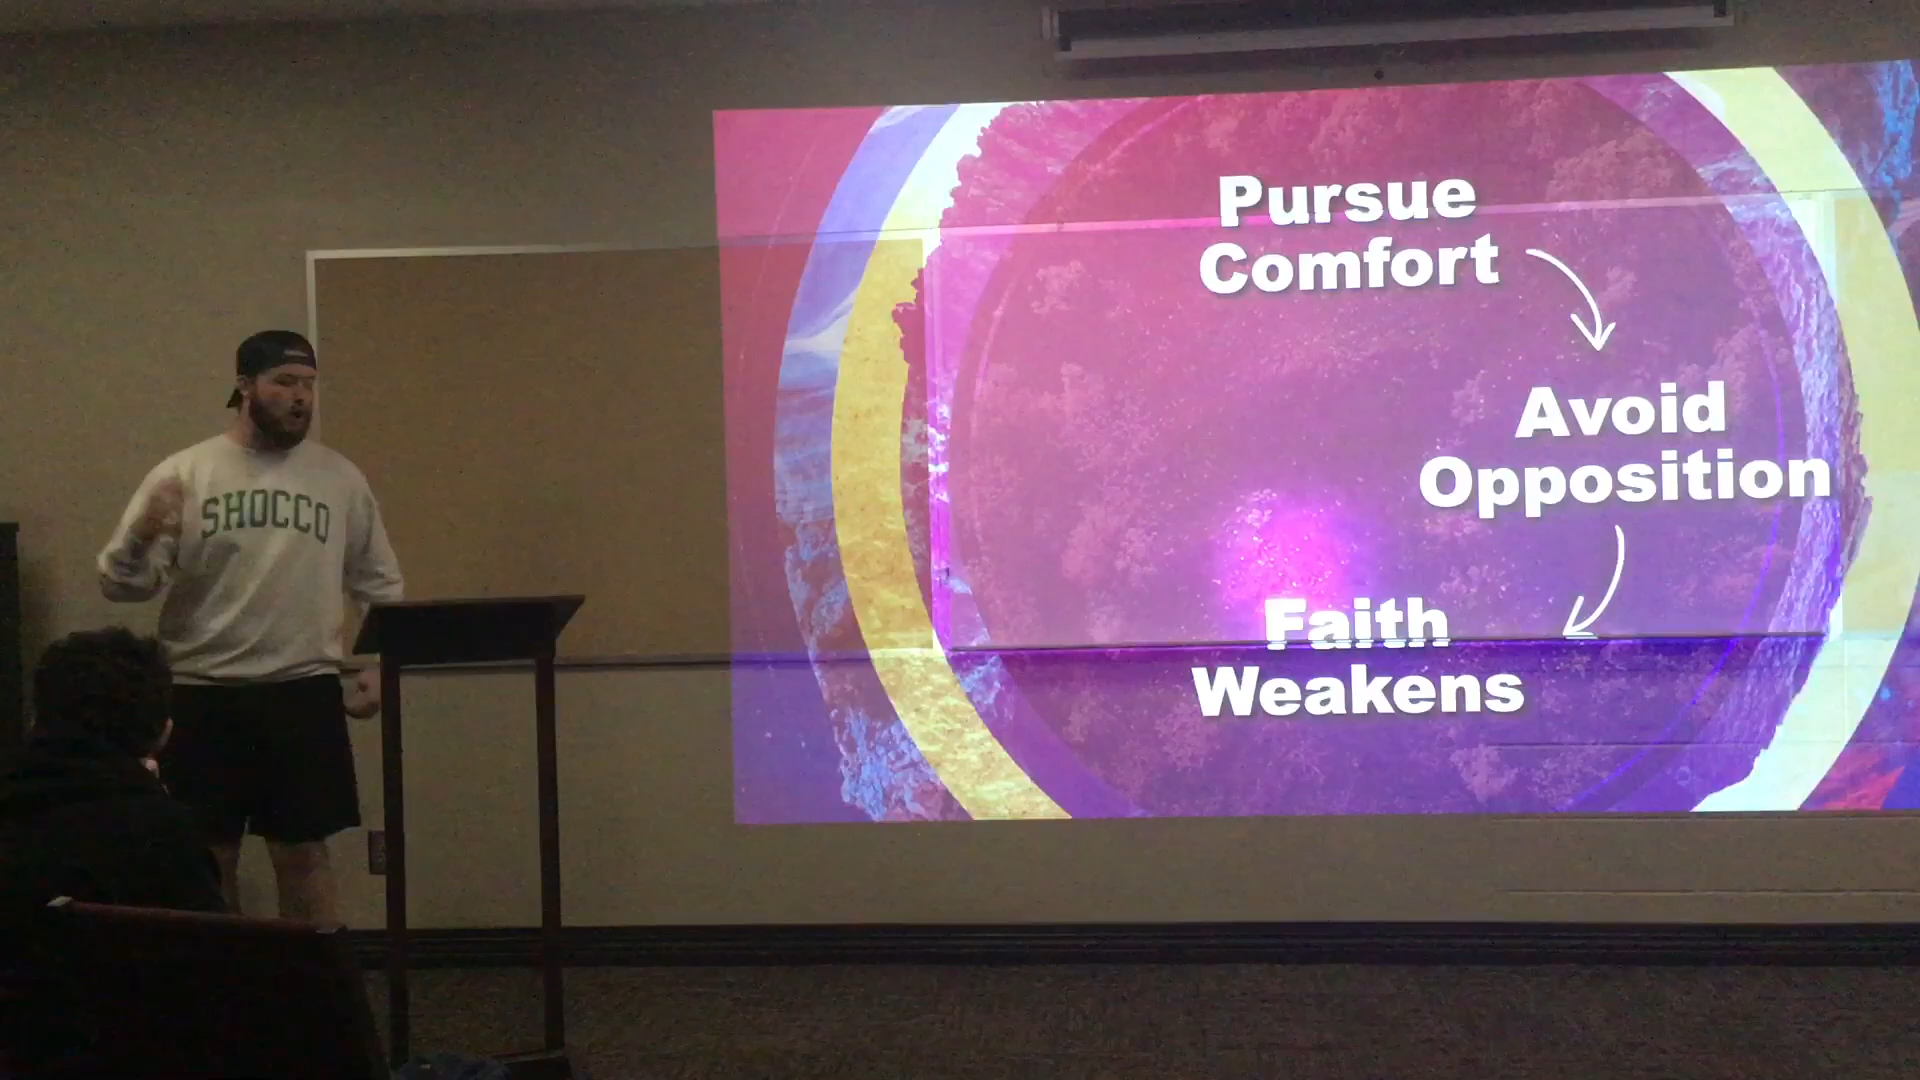 Pursue
Comfort
Avoid
Opposition
Faith
Weakens
SHOCCO